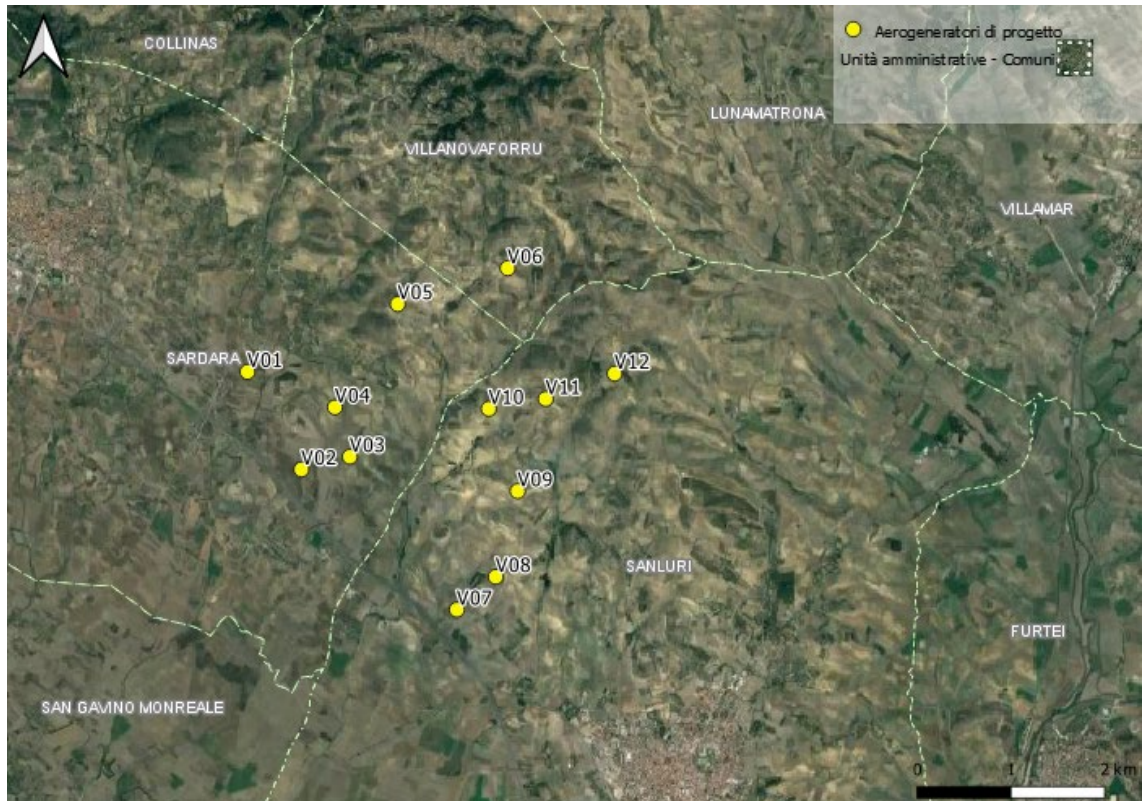 Aerogeneratori di progetto
Unità amministrative - Comuni
COLLINAS
LUNAMATRONA
VILLANOVAFORRU
VILLAMAR
V06
V05
SARDARA
V01
V12
V11
V10
V04
V03
V02
V09
V08
SANLURI
V07
FURTEI
SAN GAVINO MONREALE
0 1 2 km